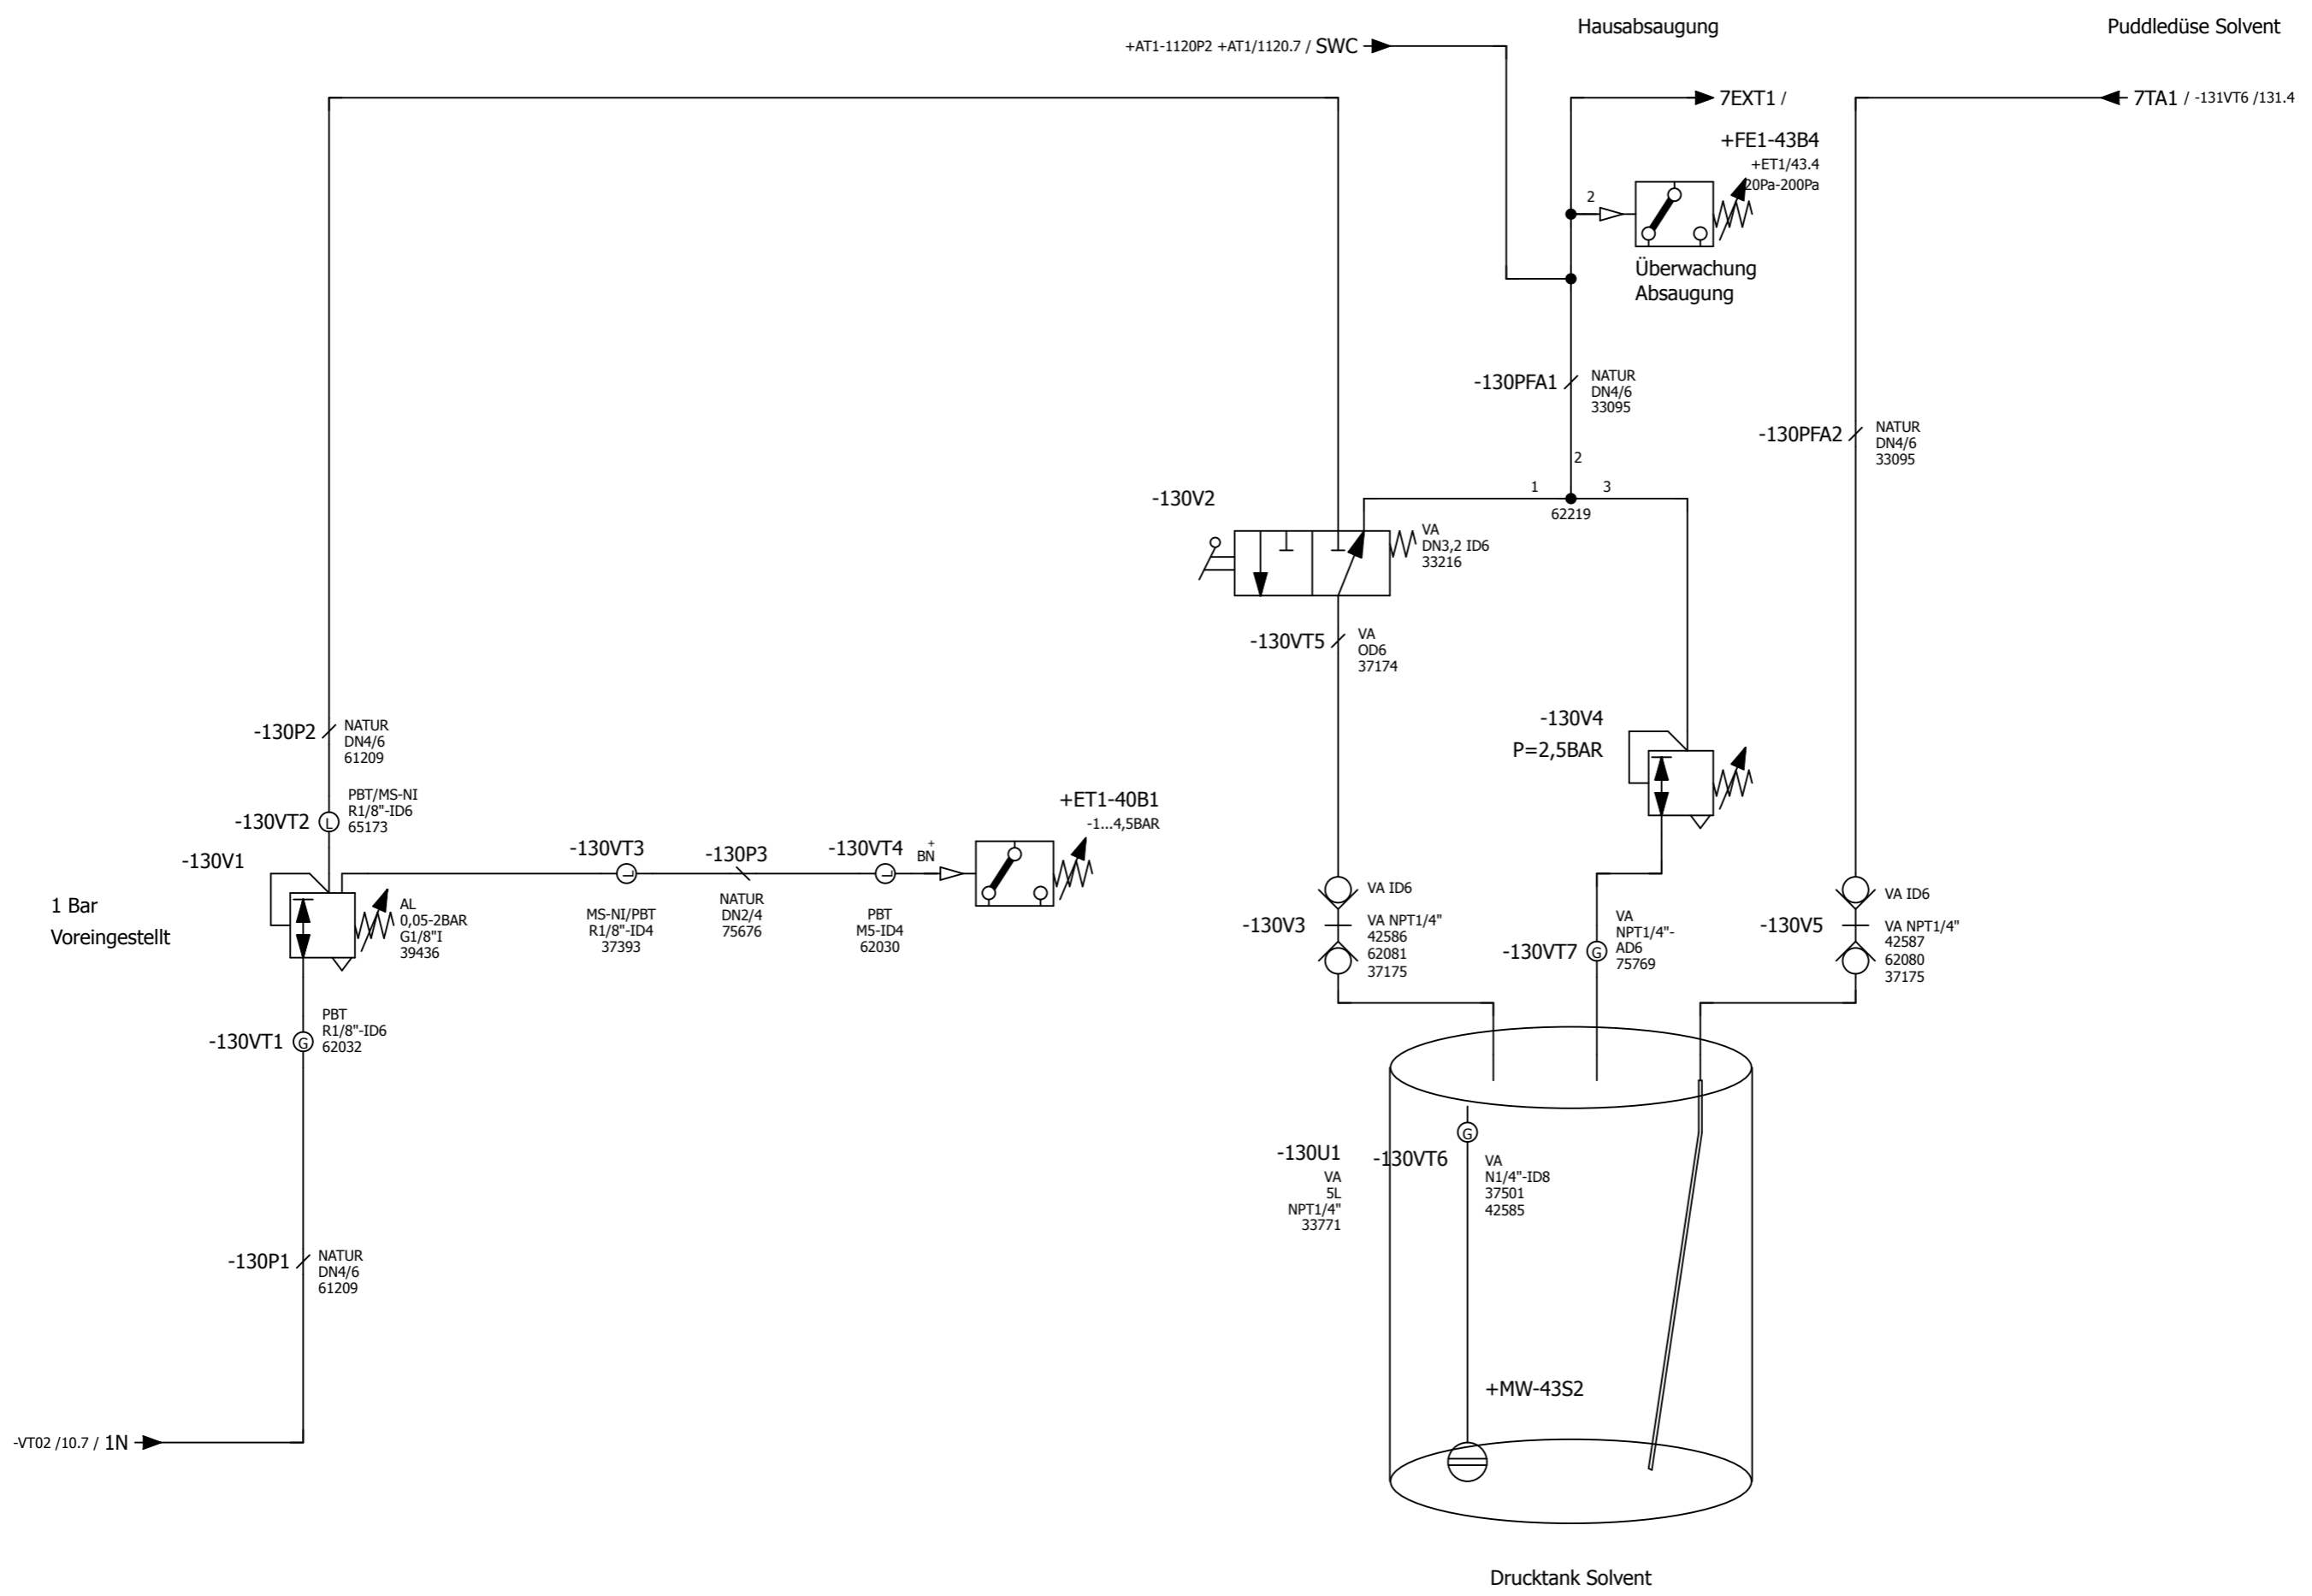 Hausabsaugung
Puddledüse Solvent
+AT1-1120P2 +AT1/1120.7 / SWC
7EXT1 /
7TA1 / -131VT6 /131.4
+FE1-43B4
+ET1/43.4
20Pa-200Pa
2
Überwachung
Absaugung
-130PFA1
NATUR
DN4/6
33095
-130PFA2
NATUR
DN4/6
33095
2
1
3
62219
-130V2
VA
DN3,2 ID6
33216
-130VT5
VA
OD6
37174
-130P2
NATUR
DN4/6
61209
-130V4
P=2,5BAR
-130VT2
L
PBT/MS-NI
R1/8"-ID6
65173
-130V1
1 Bar
Voreingestellt
AL
0,05-2BAR
G1/8"I
39436
-130VT3
L
MS-NI/PBT
R1/8"-ID4
37393
-130P3
NATUR
DN2/4
75676
-130VT4
L
PBT
M5-ID4
62030
+
BN
+ET1-40B1
-1...4,5BAR
VA ID6
-130V3
VA NPT1/4"
42586
62081
37175
-130VT7
G
VA
NPT1/4"-
AD6
75769
VA ID6
-130V5
VA NPT1/4"
42587
62080
37175
-130VT1
G
PBT
R1/8"-ID6
62032
-130U1
VA
5L
NPT1/4"
33771
G
-130VT6
VA
N1/4"-ID8
37501
42585
-130P1
NATUR
DN4/6
61209
+MW-43S2
-VT02 /10.7 / 1N
Drucktank Solvent